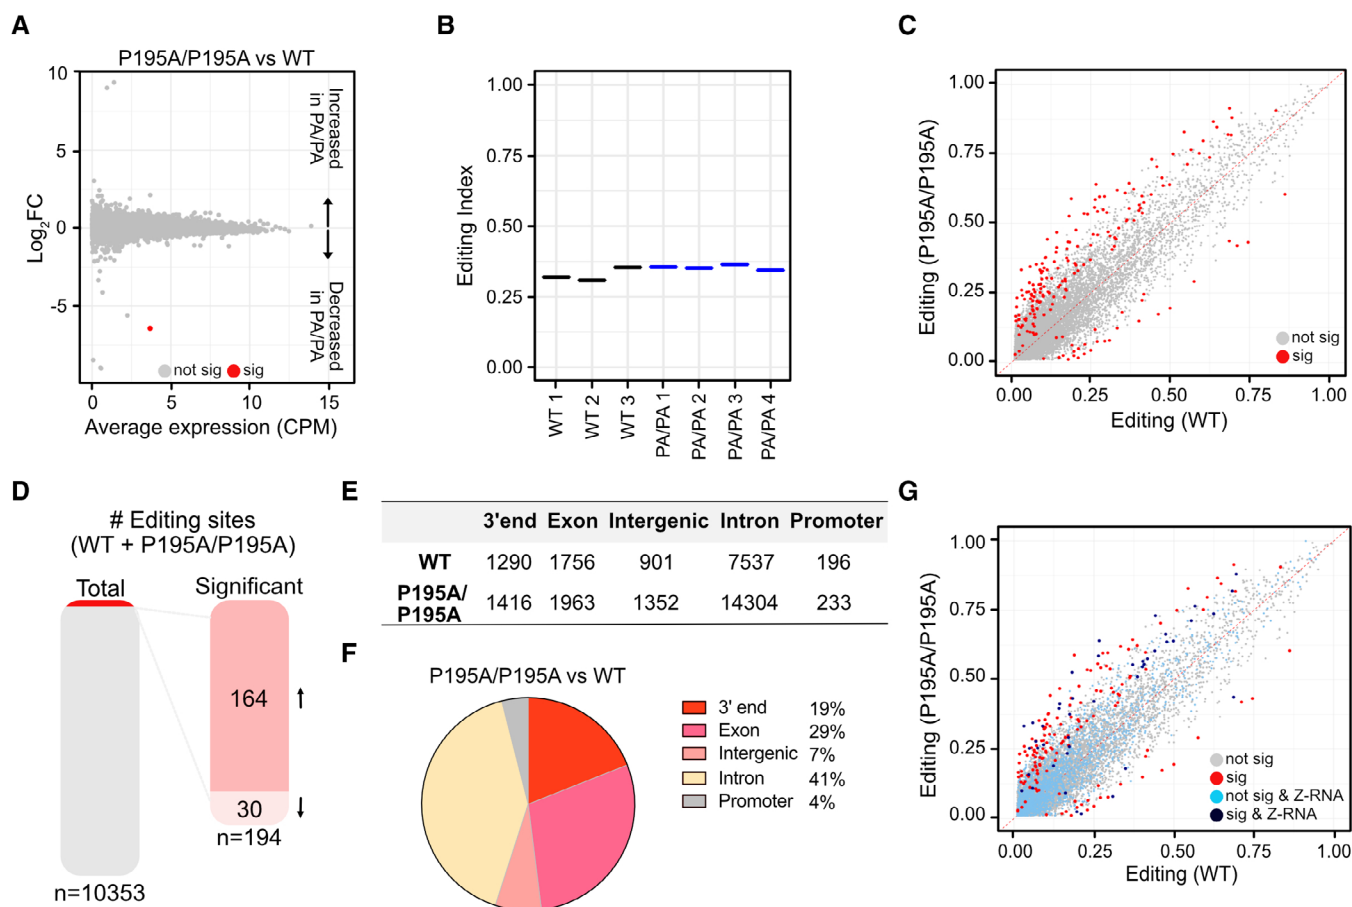 A
P195A/P195A vs WT
10
5
0
-5
Log2FC
Increased
in PA/PA
Decreased
in PA/PA
not sig
sig
0
5
10
15
Average expression (CPM)
B
1.00
0.75
0.50
0.25
0.00
Editing Index
WT 1
WT 2
WT 3
PA/PA 1
PA/PA 2
PA/PA 3
PA/PA 4
C
1.00
0.75
0.50
0.25
0.00
Editing (P195A/P195A)
not sig
sig
0.00
0.25
0.50
0.75
1.00
Editing (WT)
D
# Editing sites
(WT + P195A/P195A)
Total
Significant
164
30
n=194
n=10353
E
3'end Exon Intergenic Intron Promoter
WT 1290 1756 901 7537 196
P195A/
P195A 1416 1963 1352 14304 233
F
P195A/P195A vs WT
3' end 19%
Exon 29%
Intergenic 7%
Intron 41%
Promoter 4%
G
1.00
0.75
0.50
0.25
0.00
Editing (P195A/P195A)
not sig
sig
not sig & Z-RNA
sig & Z-RNA
0.00
0.25
0.50
0.75
1.00
Editing (WT)